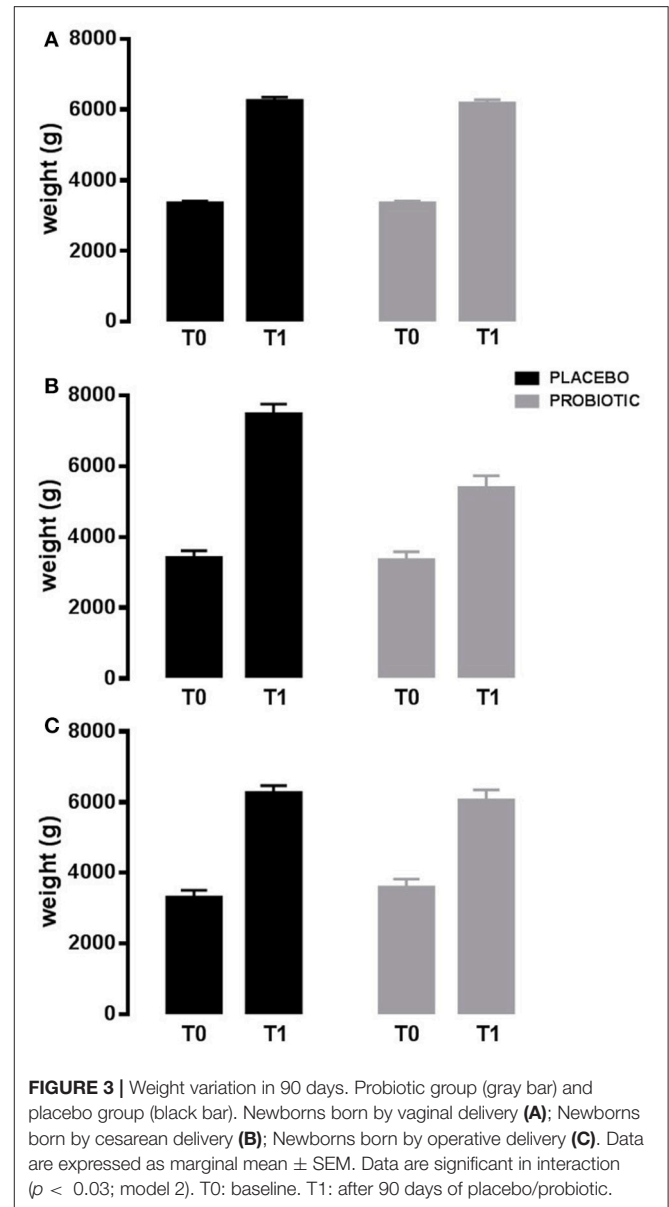 A
8000
6000
4000
2000
0
weight (g)
T0 T1 T0 T1
B
8000
6000
4000
2000
0
weight (g)
T0 T1 T0 T1
PLACEBO
PROBIOTIC
C
8000
6000
4000
2000
0
weight (g)
T0 T1 T0 T1
FIGURE 3 | Weight variation in 90 days. Probiotic group (gray bar) and
placebo group (black bar). Newborns born by vaginal delivery (A); Newborns
born by cesarean delivery (B); Newborns born by operative delivery (C). Data
are expressed as marginal mean ± SEM. Data are significant in interaction
(p < 0.03; model 2). T0: baseline. T1: after 90 days of placebo/probiotic.